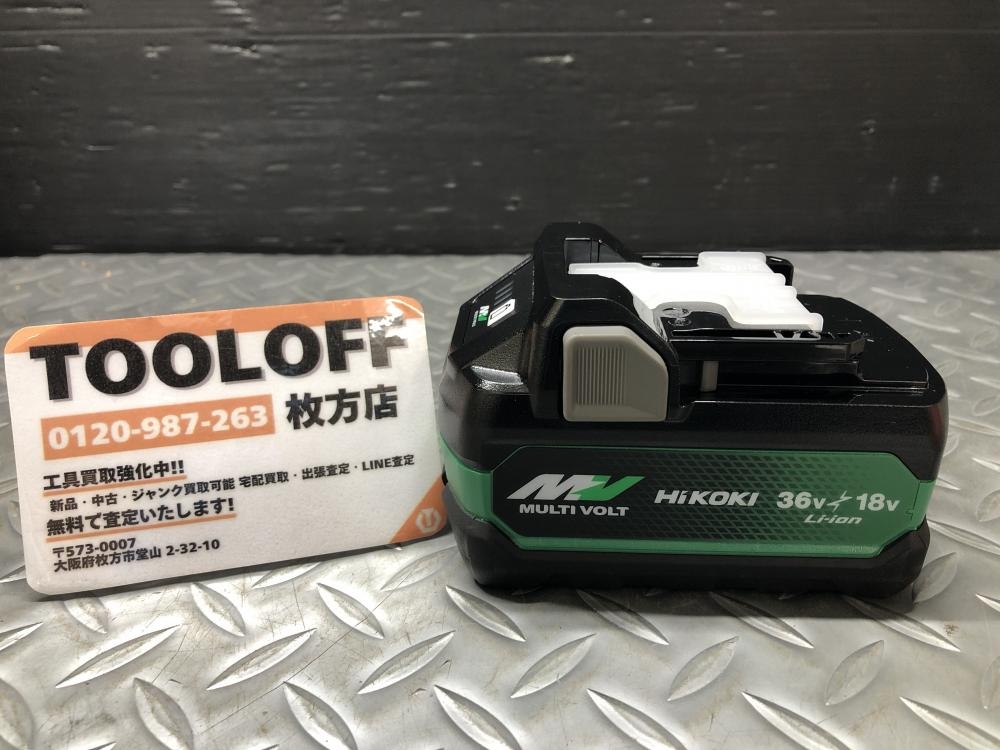 TOOLOFF
0120-987-263 枚方店
工具買取強化中!!
新品・中古・ジャンク買取可能 宅配買取・出張査定・LINE査定
無料で査定いたします!
〒573-0007
大阪府枚方市堂山 2-32-10
MV
MULTI VOLT
HiKOKI
36v 18v
Li-ion